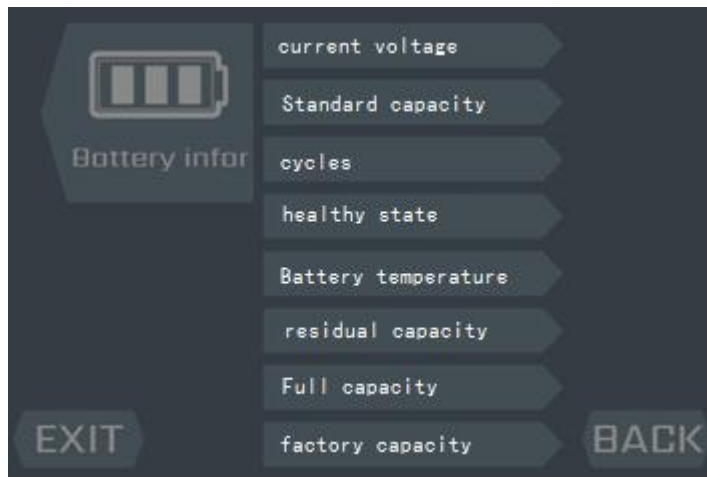 current voltage
Standard capacity
Battery infor
cycles
healthy state
Battery temperature
residual capacity
Full capacity
EXIT
factory capacity
BACK